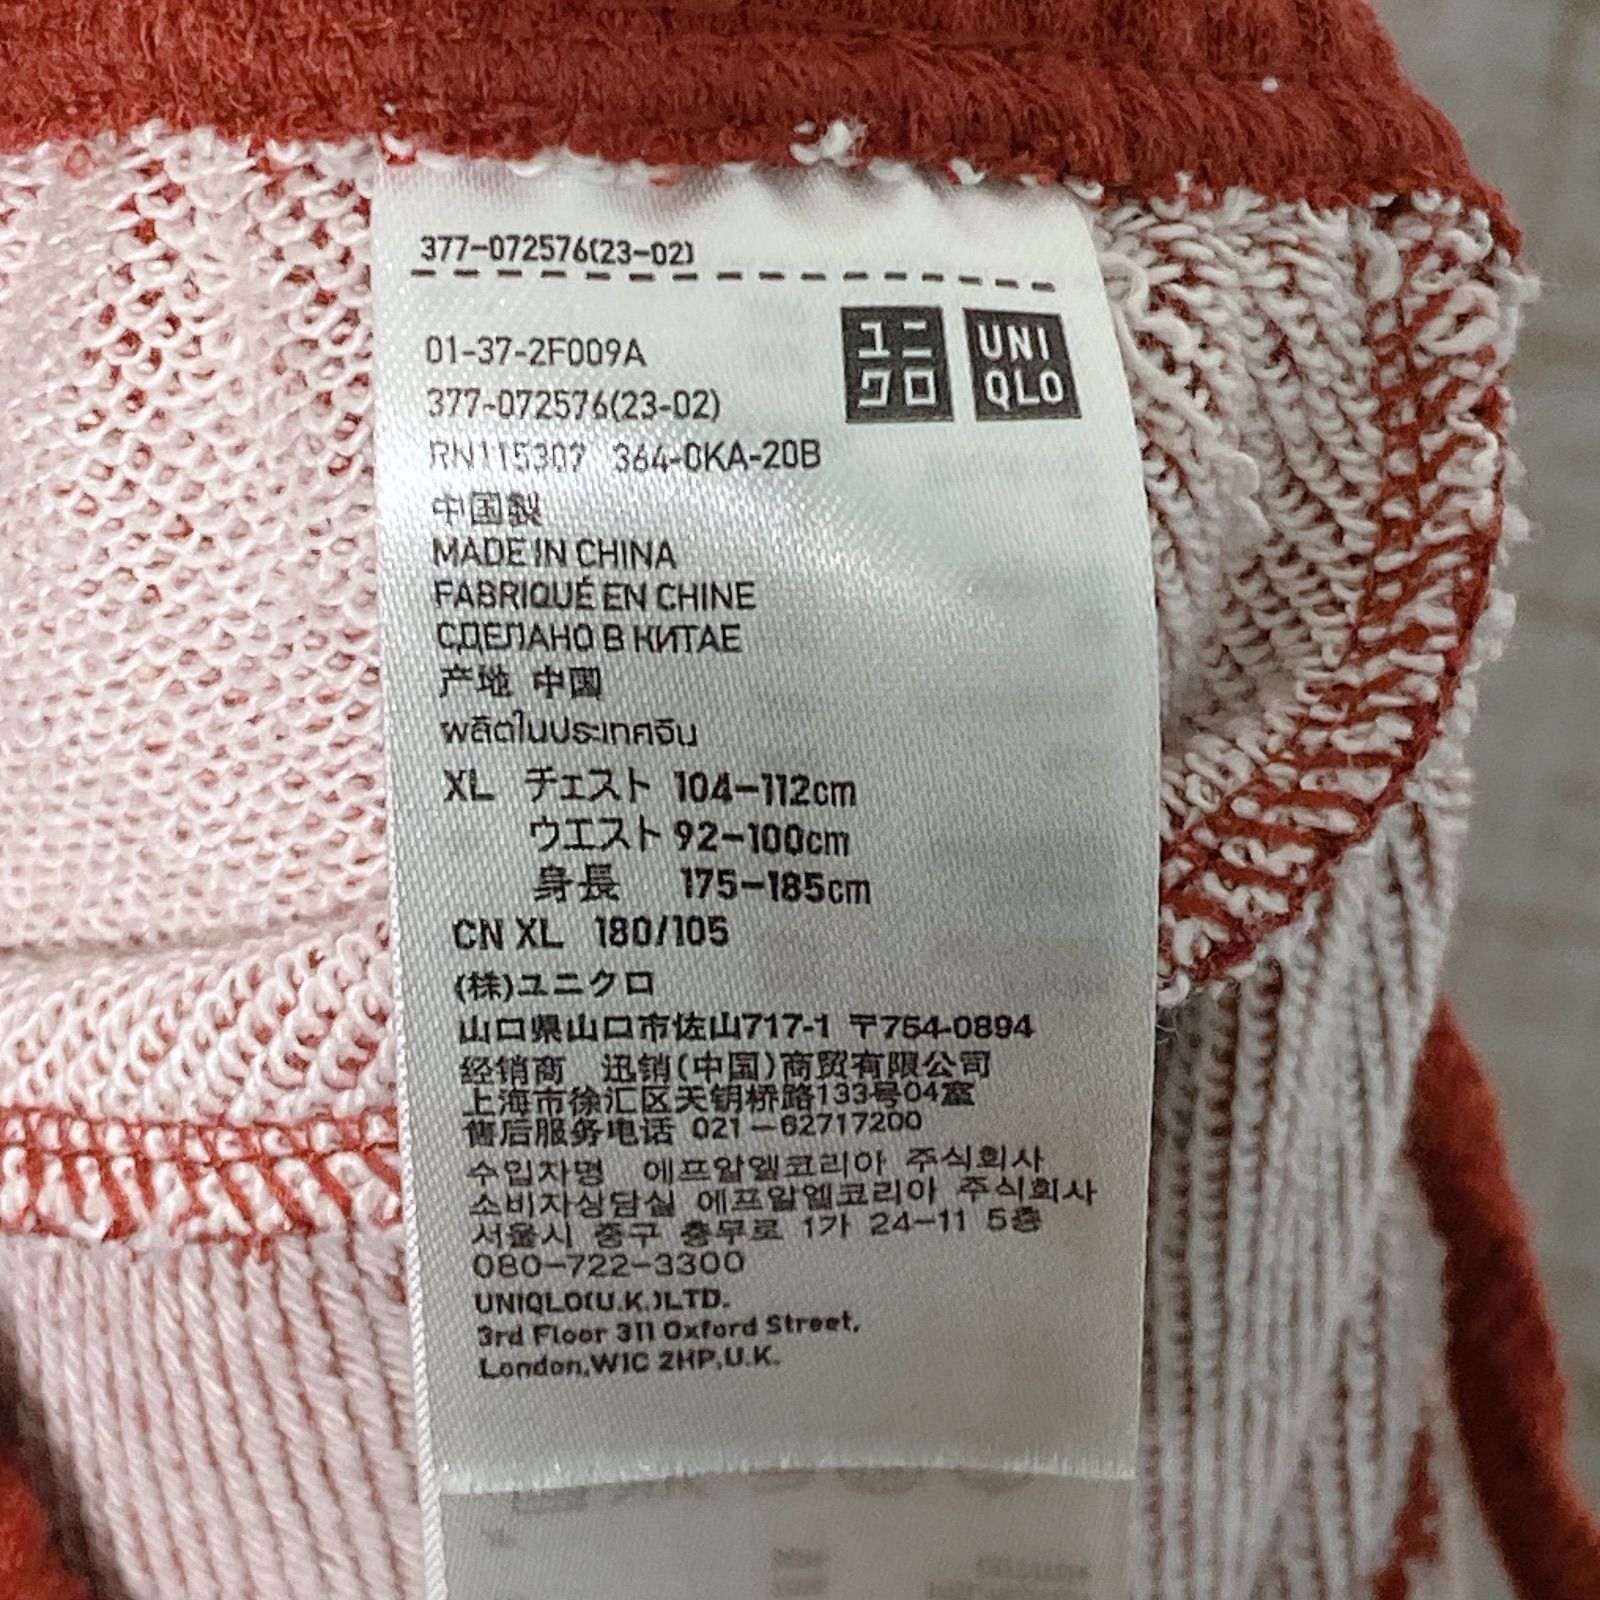 377-072576(23-02)
01-37-2F009A
377-072576(23-02)
RN115307 364-0KA-20B
ユニ
クロ
UNI
QLO
中国製
MADE IN CHINA
FABRIQUÉ EN CHINE
СДЕЛАНО В КИТАЕ
产地 中国
ผลิตในประเทศจีน
XL チェスト 104-112cm
ウエスト 92-100cm
身長 175-185cm
CN XL 180/105
(株)ユニクロ
山口県山口市佐山717-1 〒754-0894
经销商 迅销(中国)商贸有限公司
上海市徐汇区天钥桥路133号04室
售后服务电话 021-62717200
수입자명 에프알엘코리아 주식회사
소비자상담실 에프알엘코리아 주식회사
서울시 중구 충무로 1가 24-11 5층
080-722-3300
UNIQLO(U.K.)LTD.
3rd Floor 311 Oxford Street,
London,W1C 2HP,U.K.